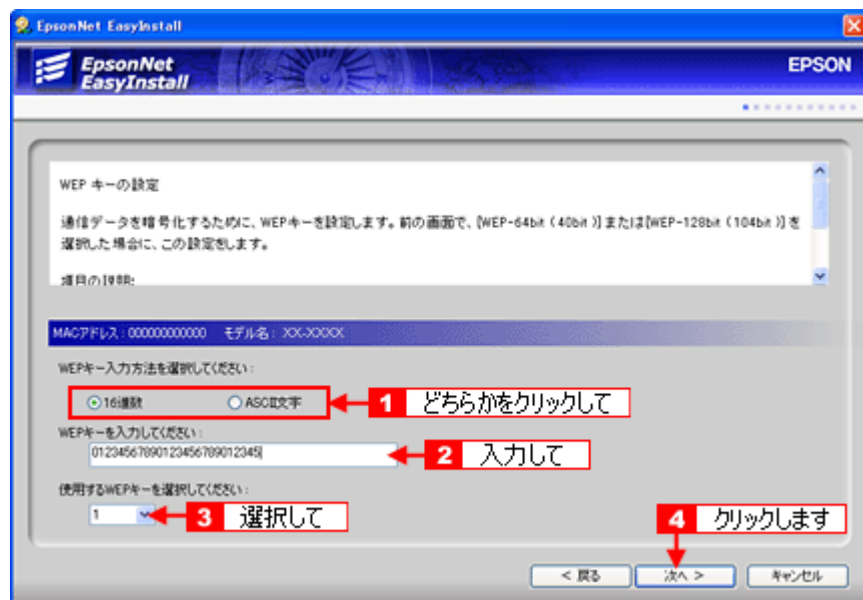 EpsonNet EasyInstall
EpsonNet
EasyInstall
EPSON
WEP キーの設定
通信データを暗号化するために、WEPキーを設定します。前の画面で、[WEP-64bit (40bit)]または[WEP-128bit (104bit)]を
選択した場合に、この設定をします。
項目の説明:
MACアドレス：000000000000 モデル名：XX-XXXX
WEPキー入力方法を選択してください：
16進数 ASCII文字
1 どちらかをクリックして
WEPキーを入力してください：
01234567890123456789012345
2 入力して
使用するWEPキーを選択してください：
1
3 選択して
4 クリックします
< 戻る 次へ > キャンセル